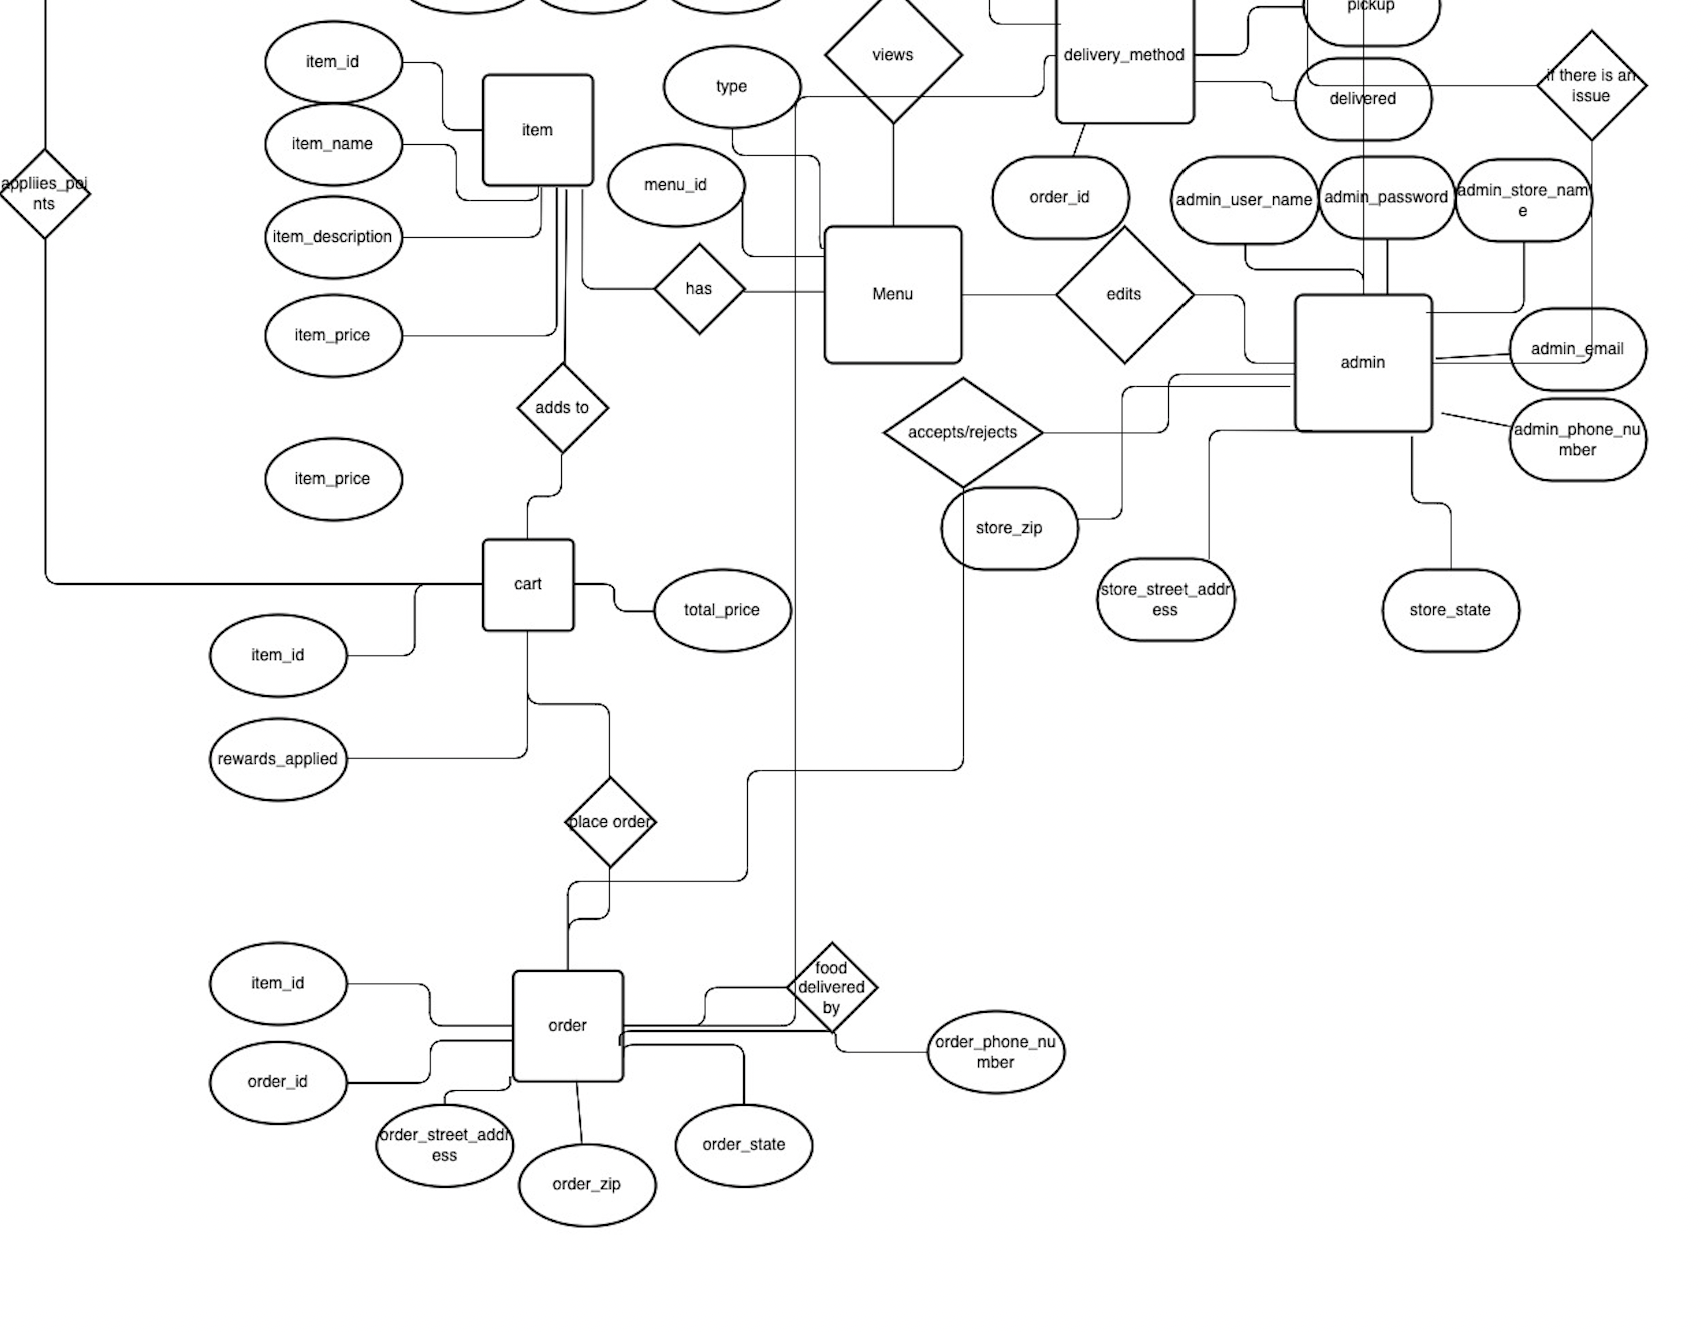 pickup
item_id
views
delivery_method
type
if there is an
issue
delivered
item
item_name
appliies_poi
nts
menu_id
order_id
admin_user_name
admin_password
admin_store_nam
e
item_description
has
Menu
edits
item_price
admin_email
admin
adds to
accepts/rejects
admin_phone_nu
mber
item_price
store_zip
cart
total_price
store_street_addr
ess
store_state
item_id
rewards_applied
place order
item_id
food
delivered
by
order
order_phone_nu
mber
order_id
order_street_addr
ess
order_state
order_zip